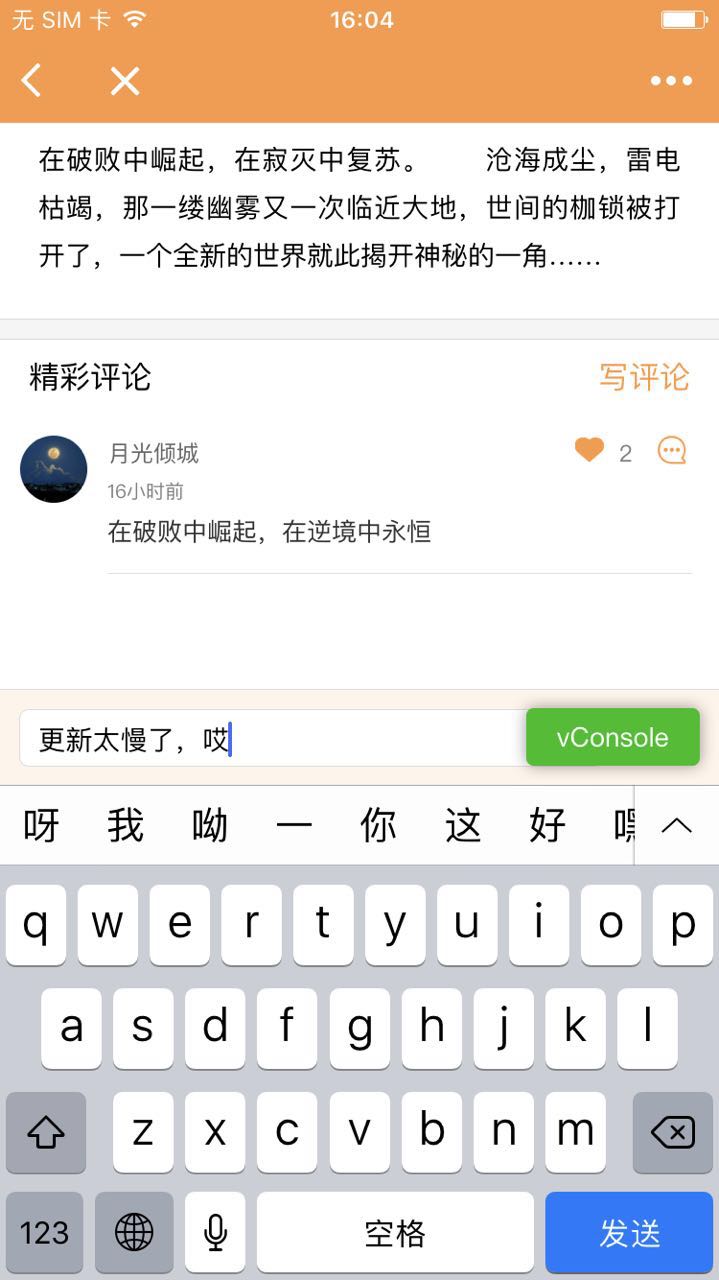 无 SIM 卡 16:04
在破败中崛起，在寂灭中复苏。 沧海成尘，雷电
枯竭，那一缕幽雾又一次临近大地，世间的枷锁被打
开了，一个全新的世界就此揭开神秘的一角……
精彩评论 写评论
月光倾城 2
16小时前
在破败中崛起，在逆境中永恒
更新太慢了，哎 vConsole
呀 我 呦 一 你 这 好 嘿
q w e r t y u i o p
a s d f g h j k l
z x c v b n m
123 空格 发送